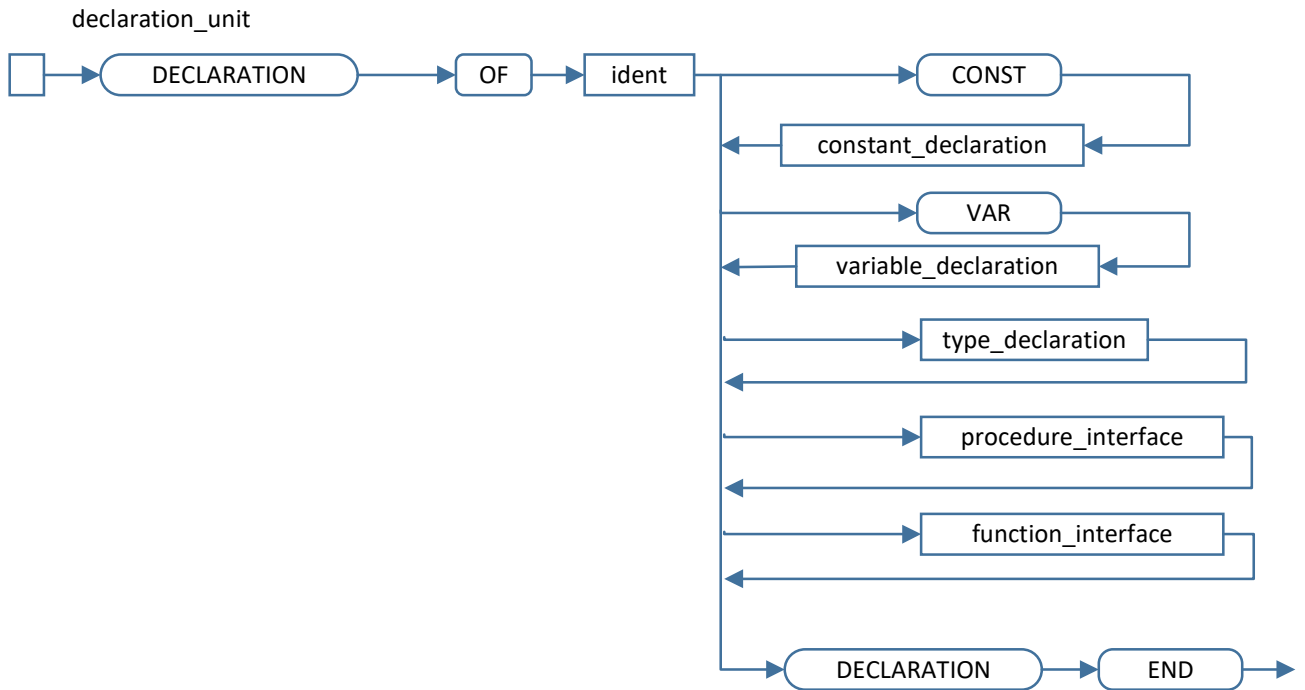 declaration_unit
DECLARATION OF ident CONST
constant_declaration
VAR
variable_declaration
type_declaration
procedure_interface
function_interface
DECLARATION END